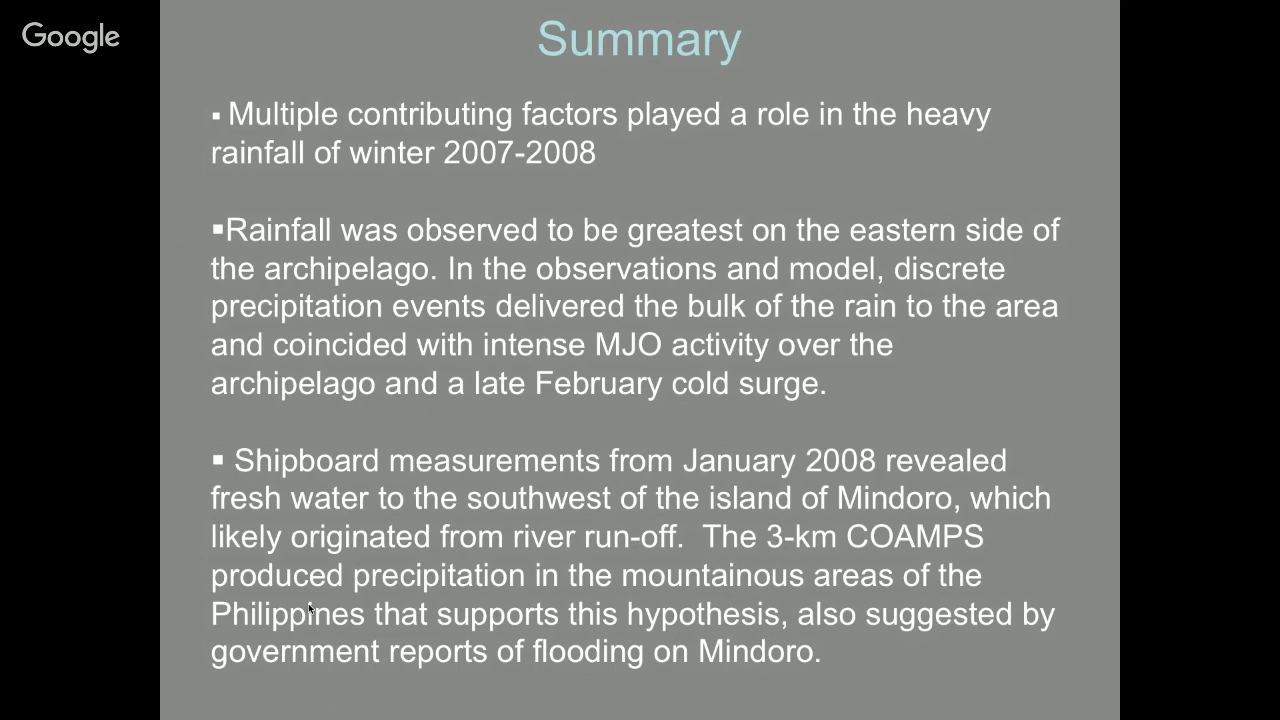 Google
Summary
▪ Multiple contributing factors played a role in the heavy
rainfall of winter 2007-2008
▪Rainfall was observed to be greatest on the eastern side of
the archipelago. In the observations and model, discrete
precipitation events delivered the bulk of the rain to the area
and coincided with intense MJO activity over the
archipelago and a late February cold surge.
▪ Shipboard measurements from January 2008 revealed
fresh water to the southwest of the island of Mindoro, which
likely originated from river run-off.  The 3-km COAMPS
produced precipitation in the mountainous areas of the
Philippines that supports this hypothesis, also suggested by
government reports of flooding on Mindoro.